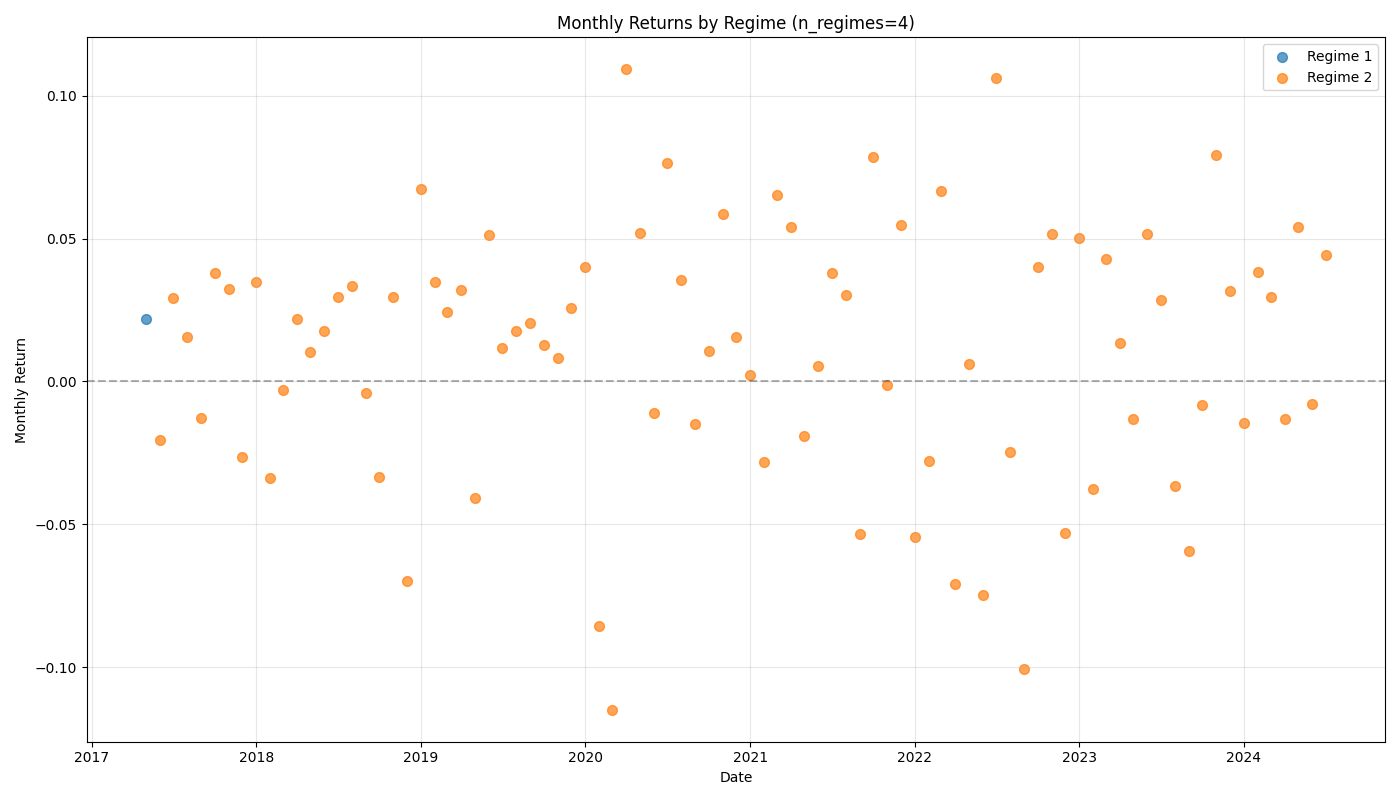 Monthly Returns by Regime (n_regimes=4)
Regime 1
Regime 2
Monthly Return
0.10
0.05
0.00
−0.05
−0.10
2017 2018 2019 2020 2021 2022 2023 2024
Date